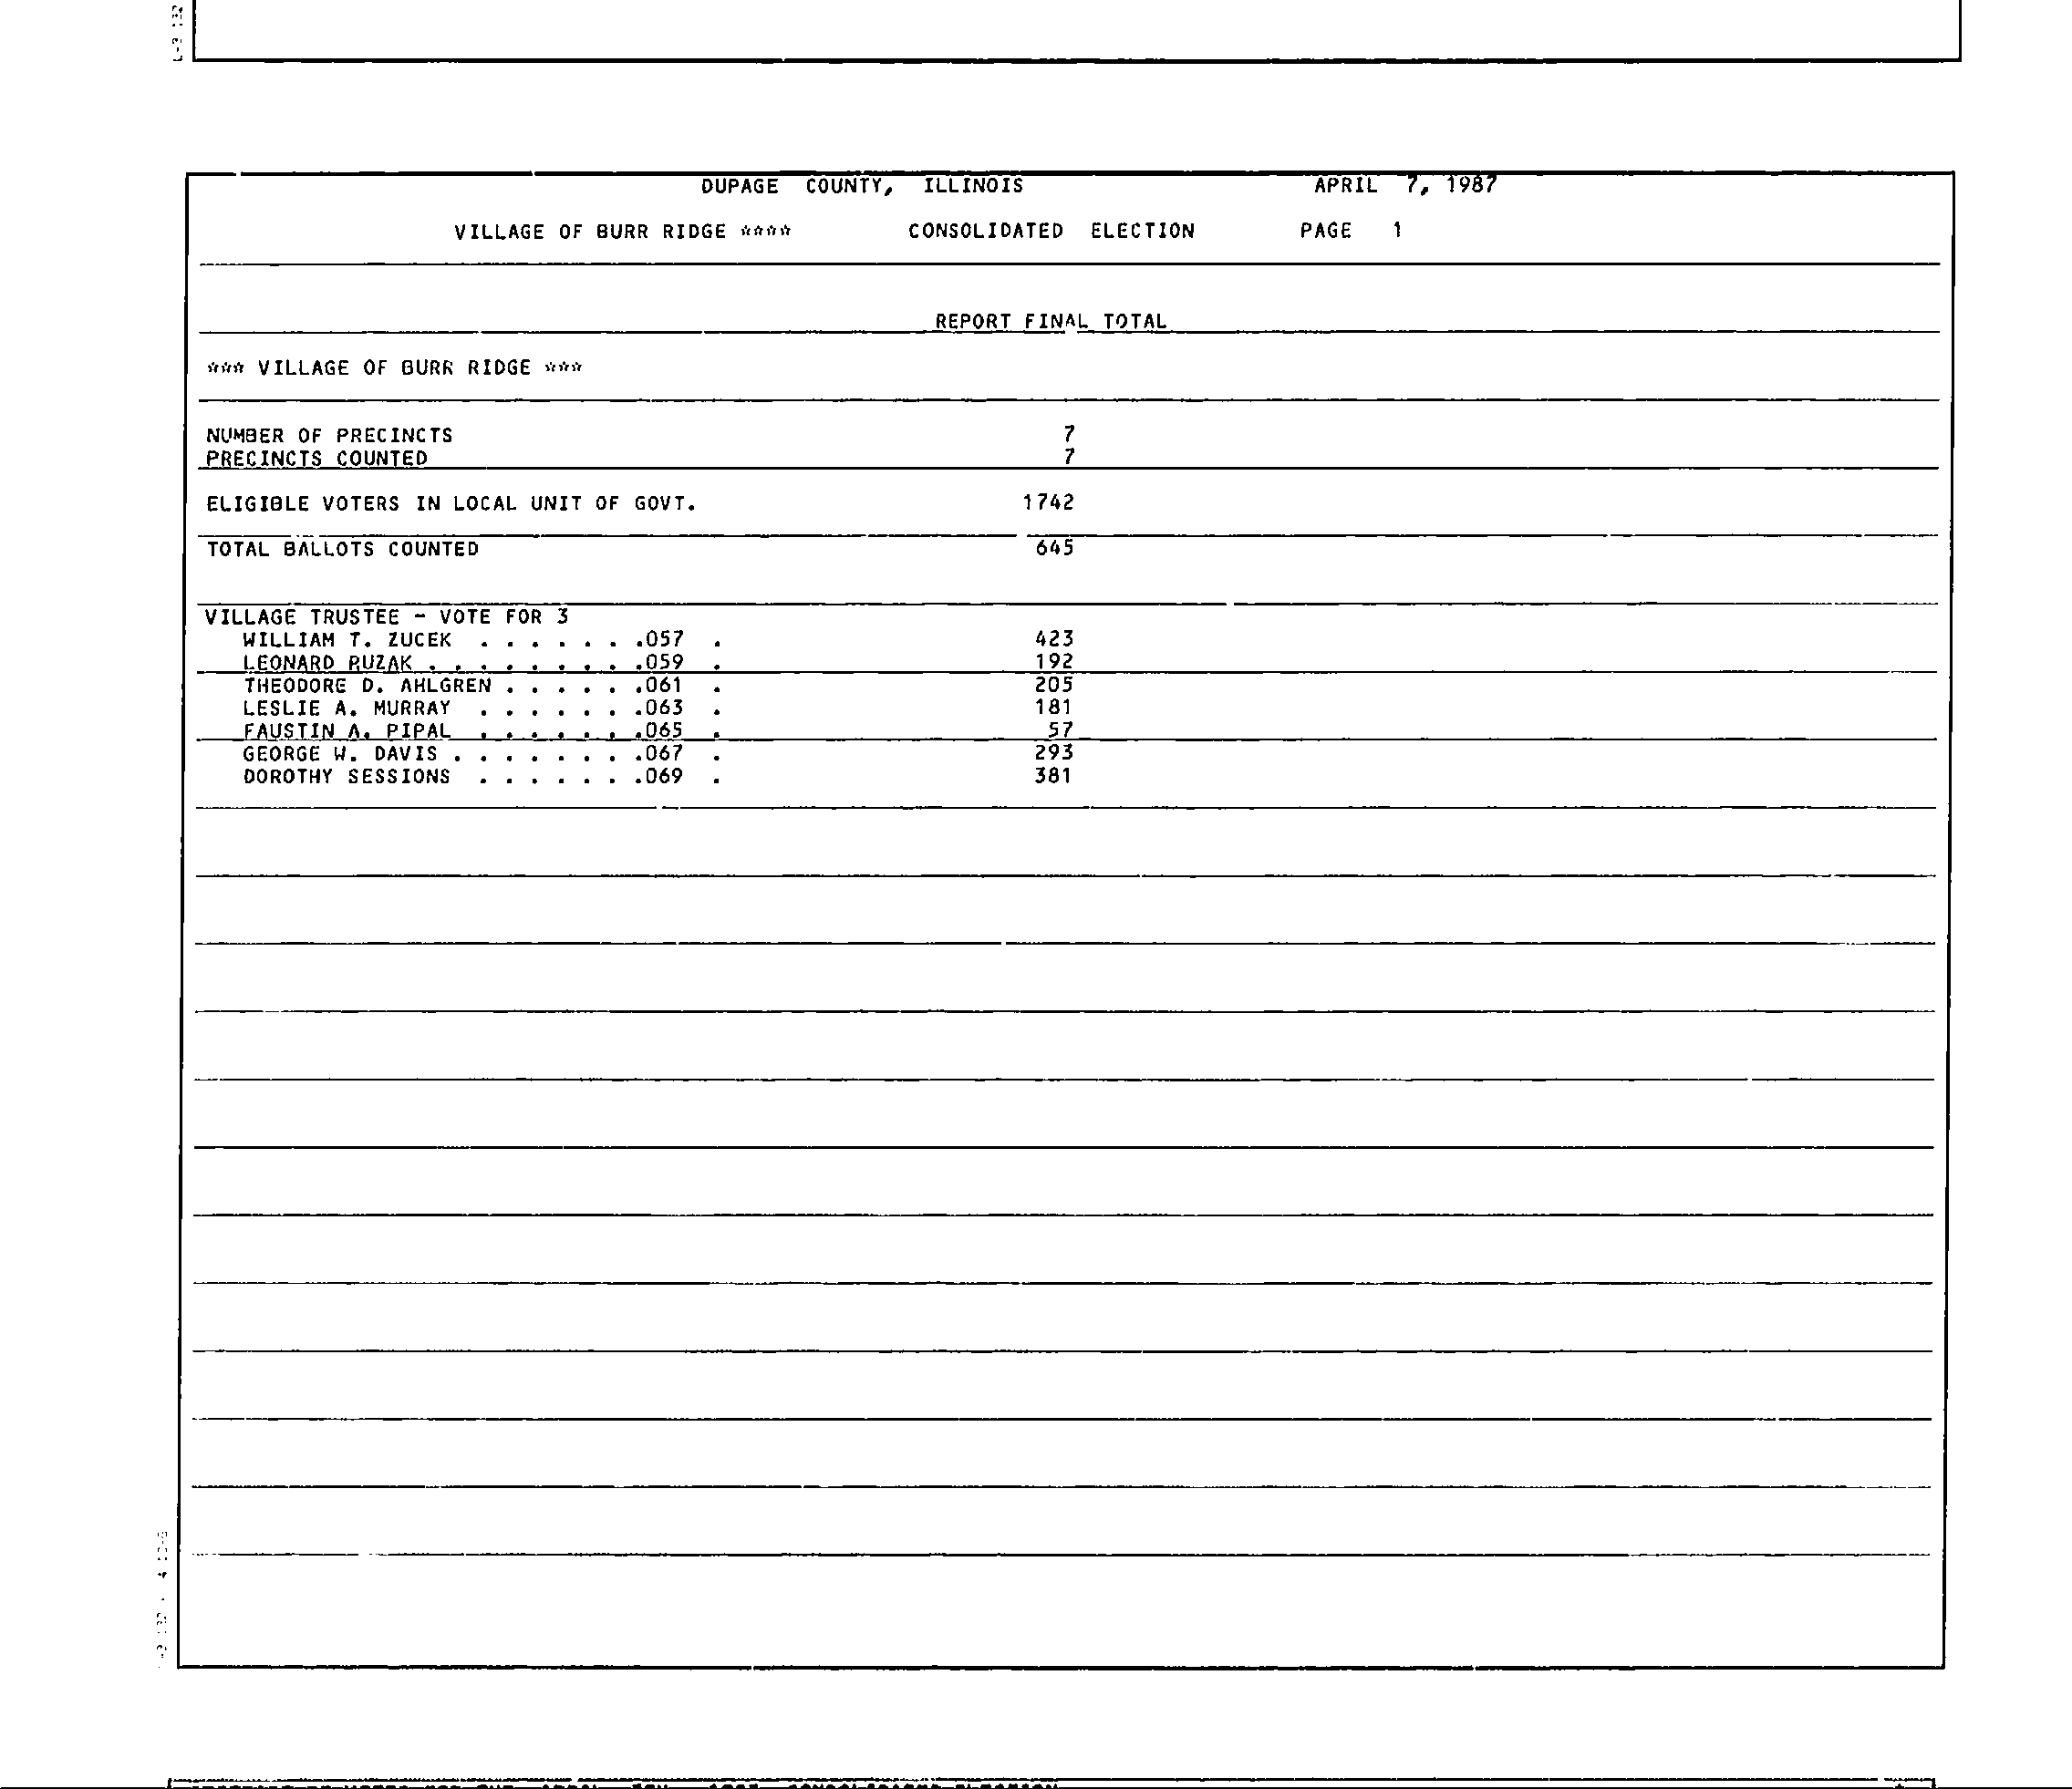 DUPAGE COUNTY, ILLINOIS APRIL 7, 1987
VILLAGE OF BURR RIDGE **** CONSOLIDATED ELECTION PAGE 1
REPORT FINAL TOTAL
*** VILLAGE OF BURR RIDGE ***
NUMBER OF PRECINCTS 7
PRECINCTS COUNTED 7
ELIGIBLE VOTERS IN LOCAL UNIT OF GOVT. 1742
TOTAL BALLOTS COUNTED 645
VILLAGE TRUSTEE - VOTE FOR 3
WILLIAM T. ZUCEK . . . . . . .057 . 423
LEONARD RUZAK . . . . . . . . .059 . 192
THEODORE D. AHLGREN . . . . . .061 . 205
LESLIE A. MURRAY . . . . . . .063 . 181
FAUSTIN A. PIPAL . . . . . . .065 . 57
GEORGE W. DAVIS . . . . . . . .067 . 293
DOROTHY SESSIONS . . . . . . .069 . 381